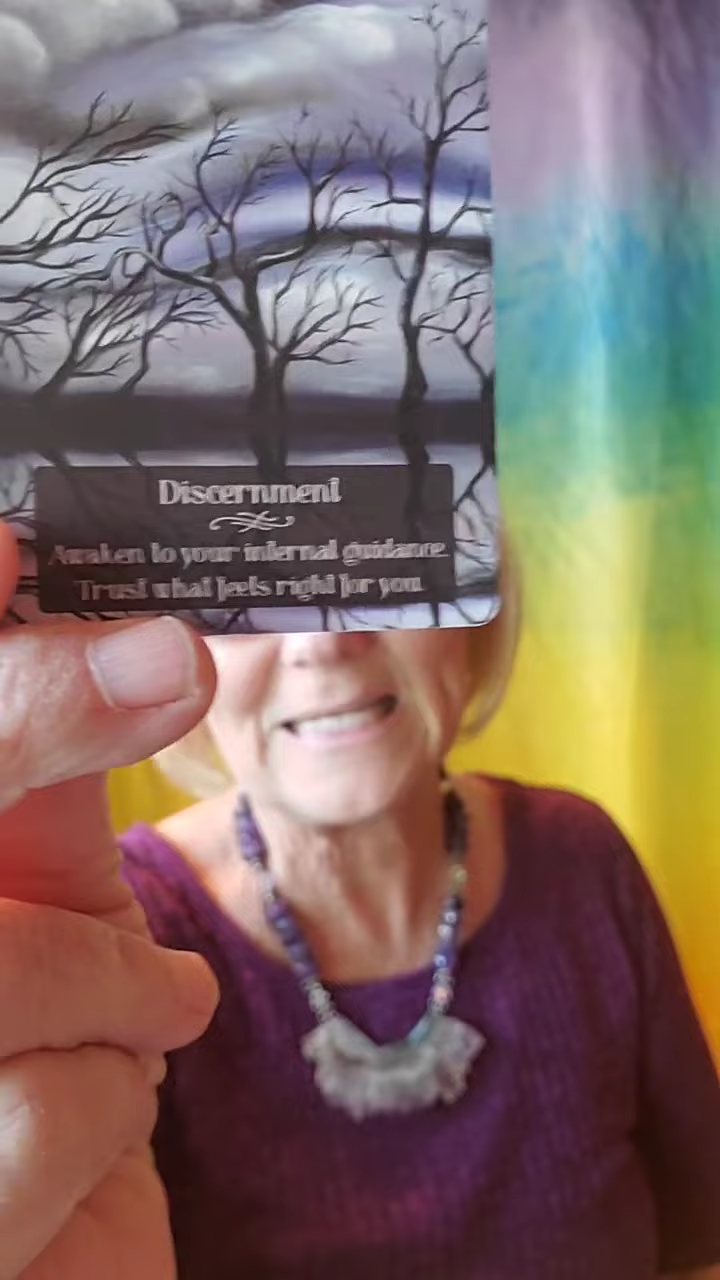 Discernment
Awaken to your internal guidance.
Trust what feels right for you.